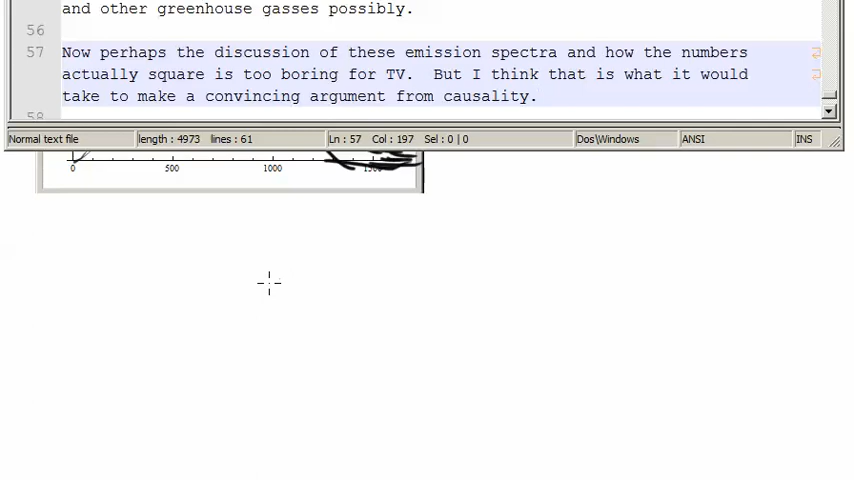 and other greenhouse gasses possibly.
56
57 Now perhaps the discussion of these emission spectra and how the numbers
actually square is too boring for TV.  But I think that is what it would
take to make a convincing argument from causality.
58
Normal text file length : 4973 lines : 61 Ln : 57 Col : 197 Sel : 0 | 0 Dos\Windows ANSI INS
0 500 1000 1500